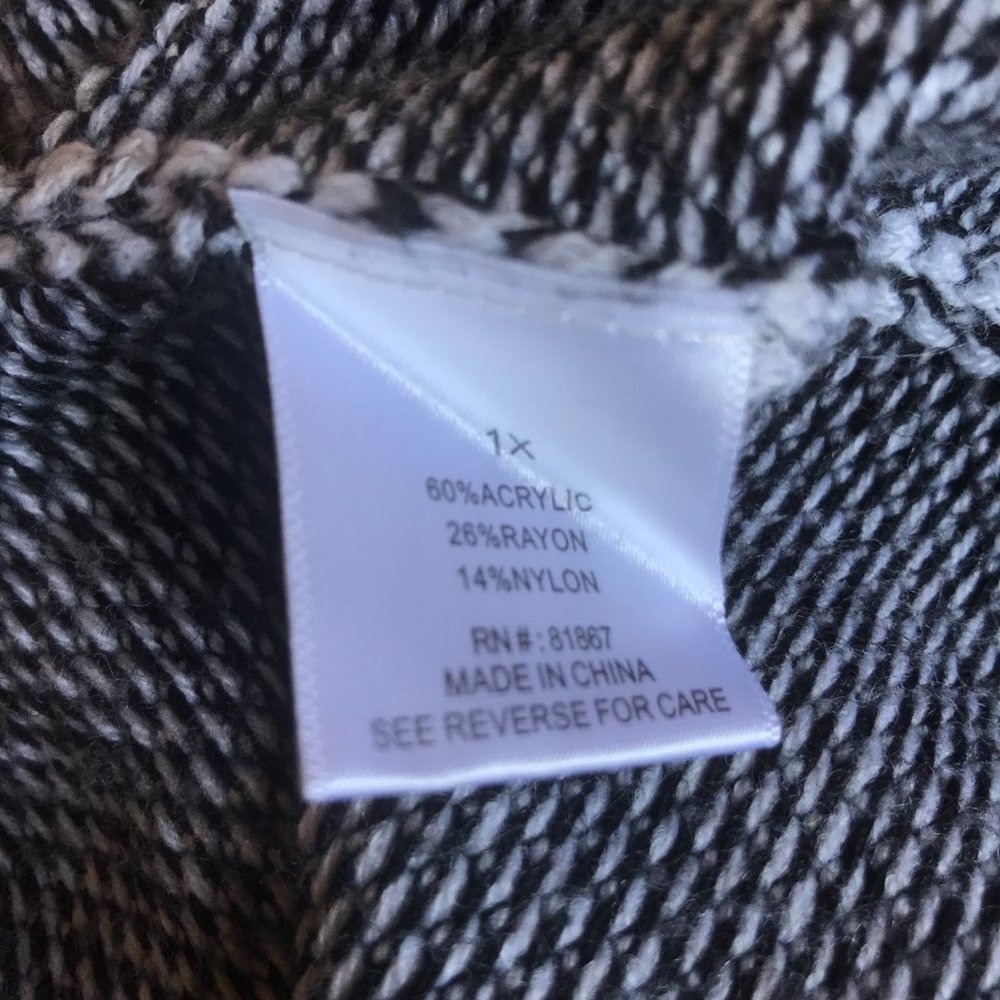 1X
60%ACRYLIC
26%RAYON
14%NYLON
RN#:81867
MADE IN CHINA
SEE REVERSE FOR CARE